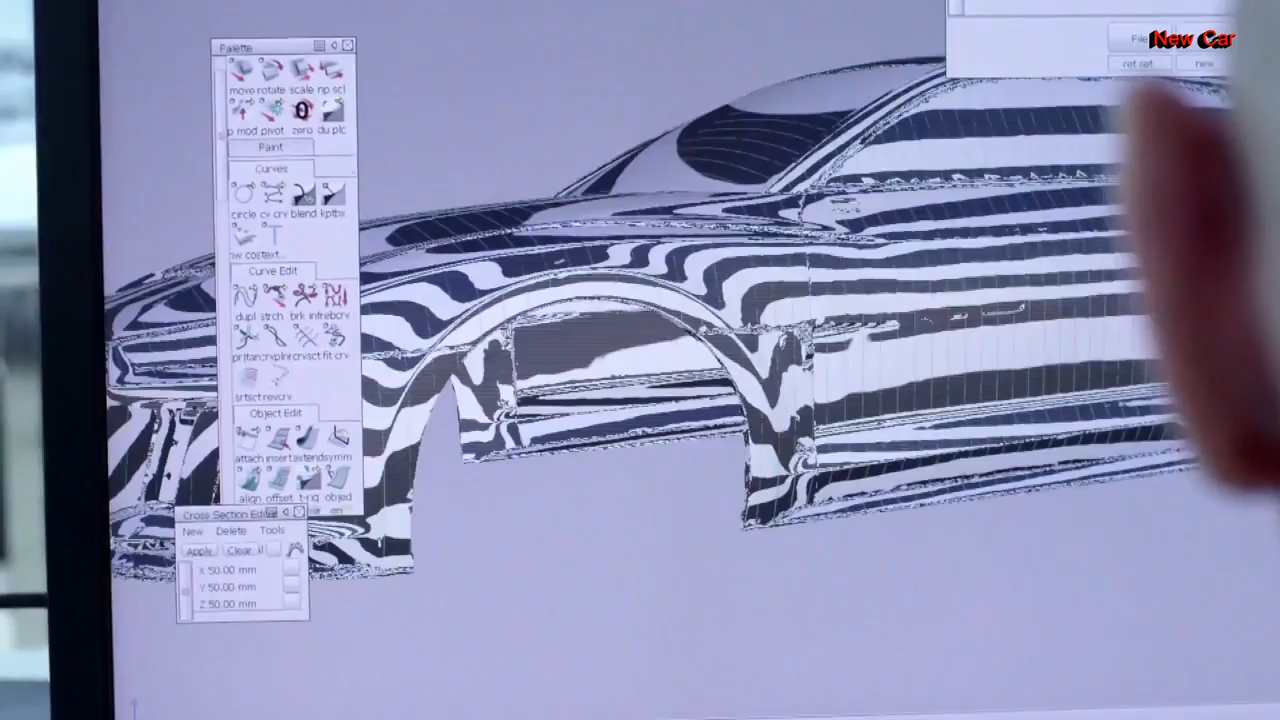 Palette
File
New Car
ret set
new
move rotate scale np scl
p mod pivot zero du plc
Paint
Curves
circle cv crv blend kptbx
Curve Edit
dupl strch brk
Object Edit
attach insert extend symm
align offset t-rig objed
Cross Section Edit
New Delete Tools
Apply Clear
X 50.00 mm
Y 50.00 mm
Z 50.00 mm